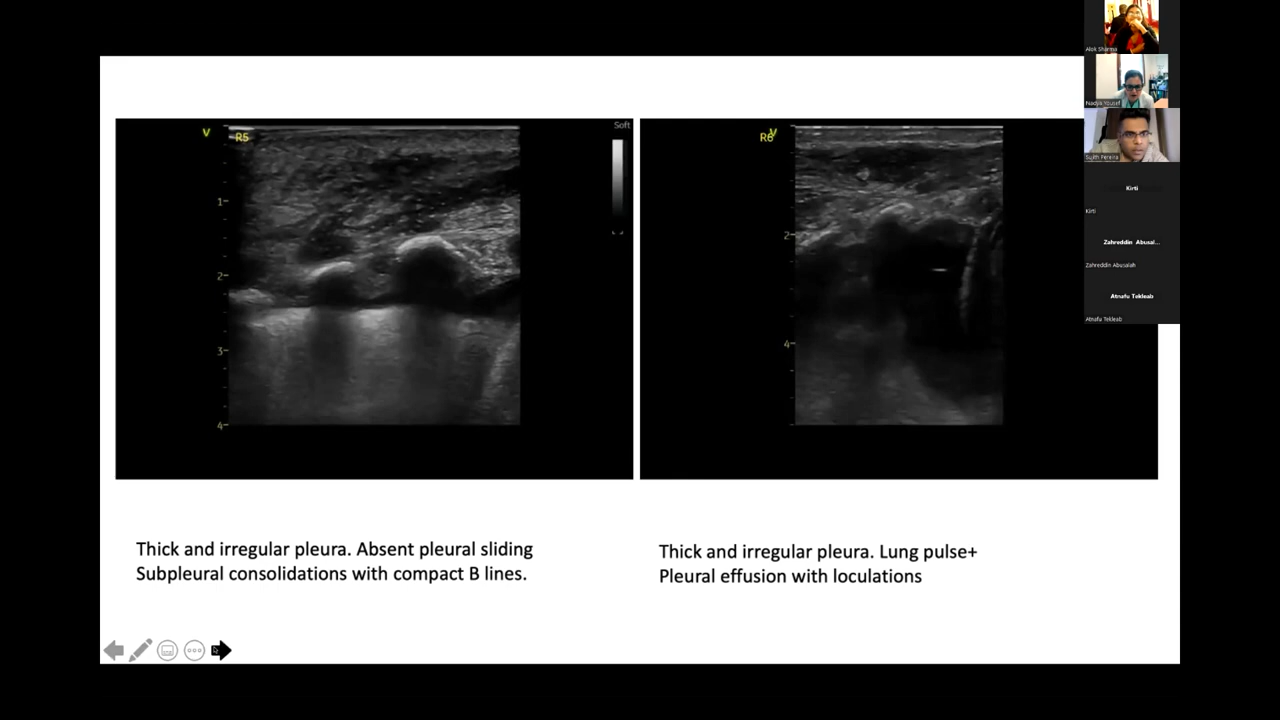 V
R5
Soft
1
2
3
4
R6
V
2
4
Thick and irregular pleura. Absent pleural sliding
Subpleural consolidations with compact B lines.
Thick and irregular pleura. Lung pulse+
Pleural effusion with loculations
Alok Sharma
Nadya Yousef
Sujith Pereira
Kirti
Kirti
Zahreddin Abusal...
Zahreddin Abusalah
Atnafu Tekleab
Atnafu Tekleab